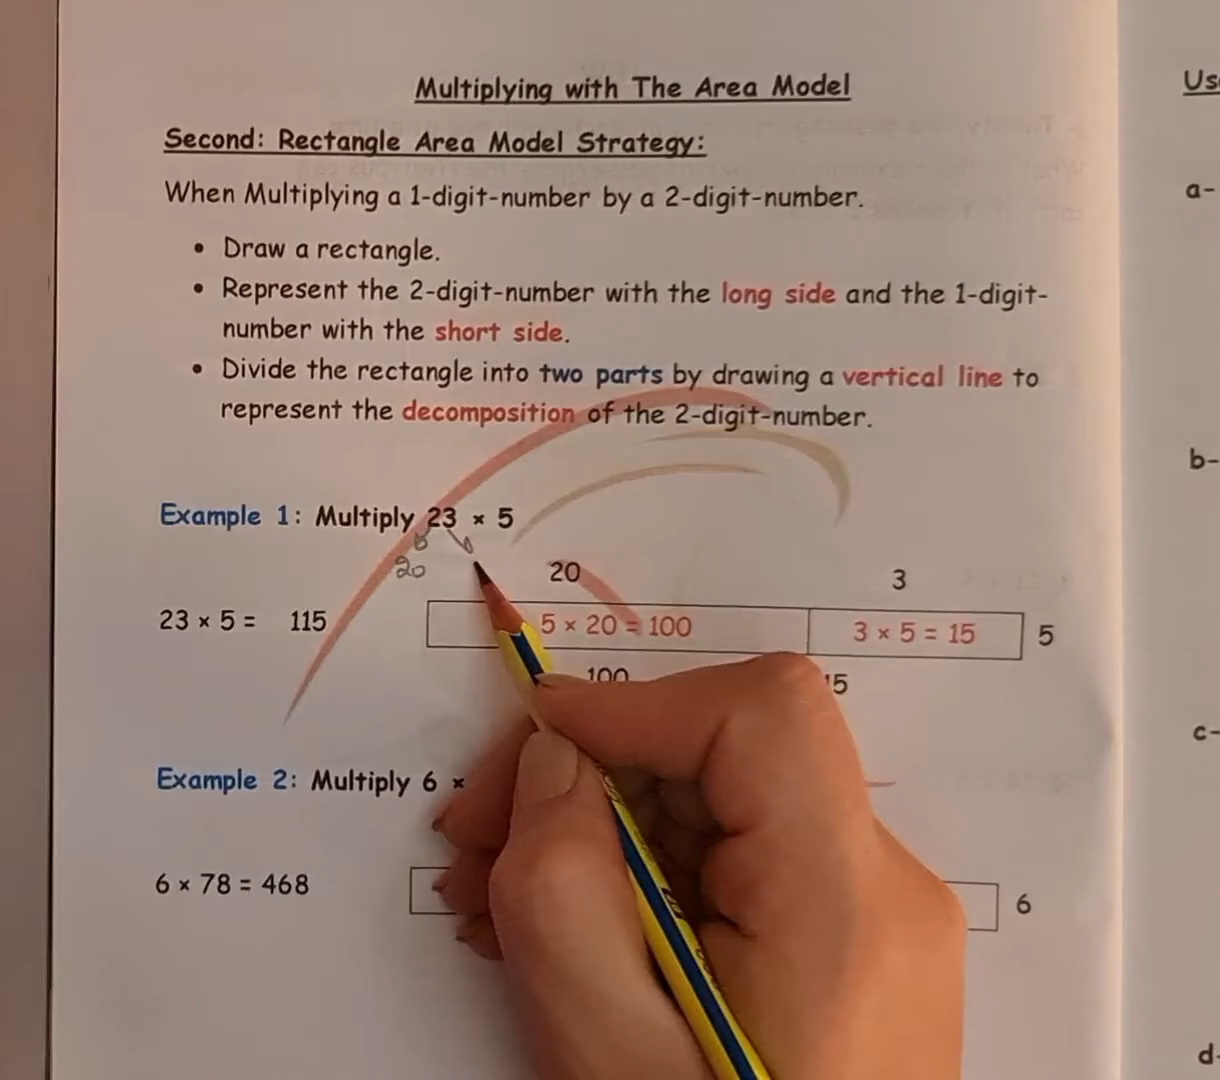 Multiplying with The Area Model
Second: Rectangle Area Model Strategy:
When Multiplying a 1-digit-number by a 2-digit-number.
• Draw a rectangle.
• Represent the 2-digit-number with the long side and the 1-digit-
number with the short side.
• Divide the rectangle into two parts by drawing a vertical line to
represent the decomposition of the 2-digit-number.
Example 1: Multiply 23 × 5
20
20 3
23 × 5 = 115 5 × 20 = 100 3 × 5 = 15 5
100 15
Example 2: Multiply 6 ×
6 × 78 = 468 6
a-
b-
c-
d-